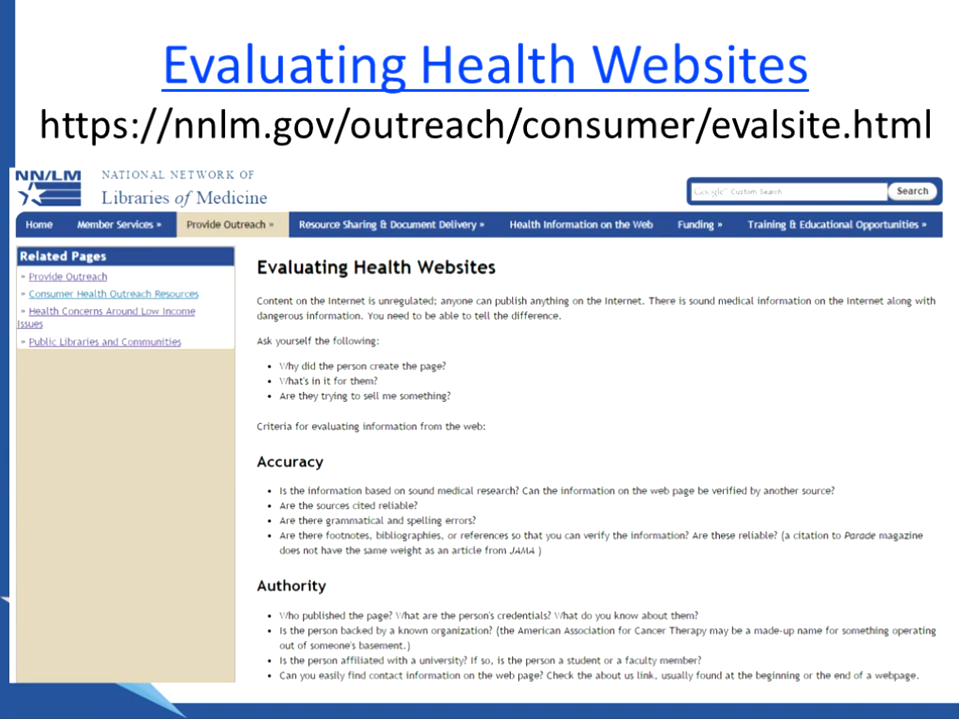 Evaluating Health Websites
https://nnlm.gov/outreach/consumer/evalsite.html
NN/LM
NATIONAL NETWORK OF
Libraries of Medicine
Google™ Custom Search
Search
Home Member Services » Provide Outreach » Resource Sharing & Document Delivery » Health Information on the Web Funding » Training & Educational Opportunities »
Related Pages
» Provide Outreach
» Consumer Health Outreach Resources
» Health Concerns Around Low Income
Issues
» Public Libraries and Communities
Evaluating Health Websites
Content on the Internet is unregulated; anyone can publish anything on the Internet. There is sound medical information on the Internet along with
dangerous information. You need to be able to tell the difference.
Ask yourself the following:
• Why did the person create the page?
• What's in it for them?
• Are they trying to sell me something?
Criteria for evaluating information from the web:
Accuracy
• Is the information based on sound medical research? Can the information on the web page be verified by another source?
• Are the sources cited reliable?
• Are there grammatical and spelling errors?
• Are there footnotes, bibliographies, or references so that you can verify the information? Are these reliable? (a citation to Parade magazine
does not have the same weight as an article from JAMA )
Authority
• Who published the page? What are the person's credentials? What do you know about them?
• Is the person backed by a known organization? (the American Association for Cancer Therapy may be a made-up name for something operating
out of someone's basement.)
• Is the person affiliated with a university? If so, is the person a student or a faculty member?
• Can you easily find contact information on the web page? Check the about us link, usually found at the beginning or the end of a webpage.